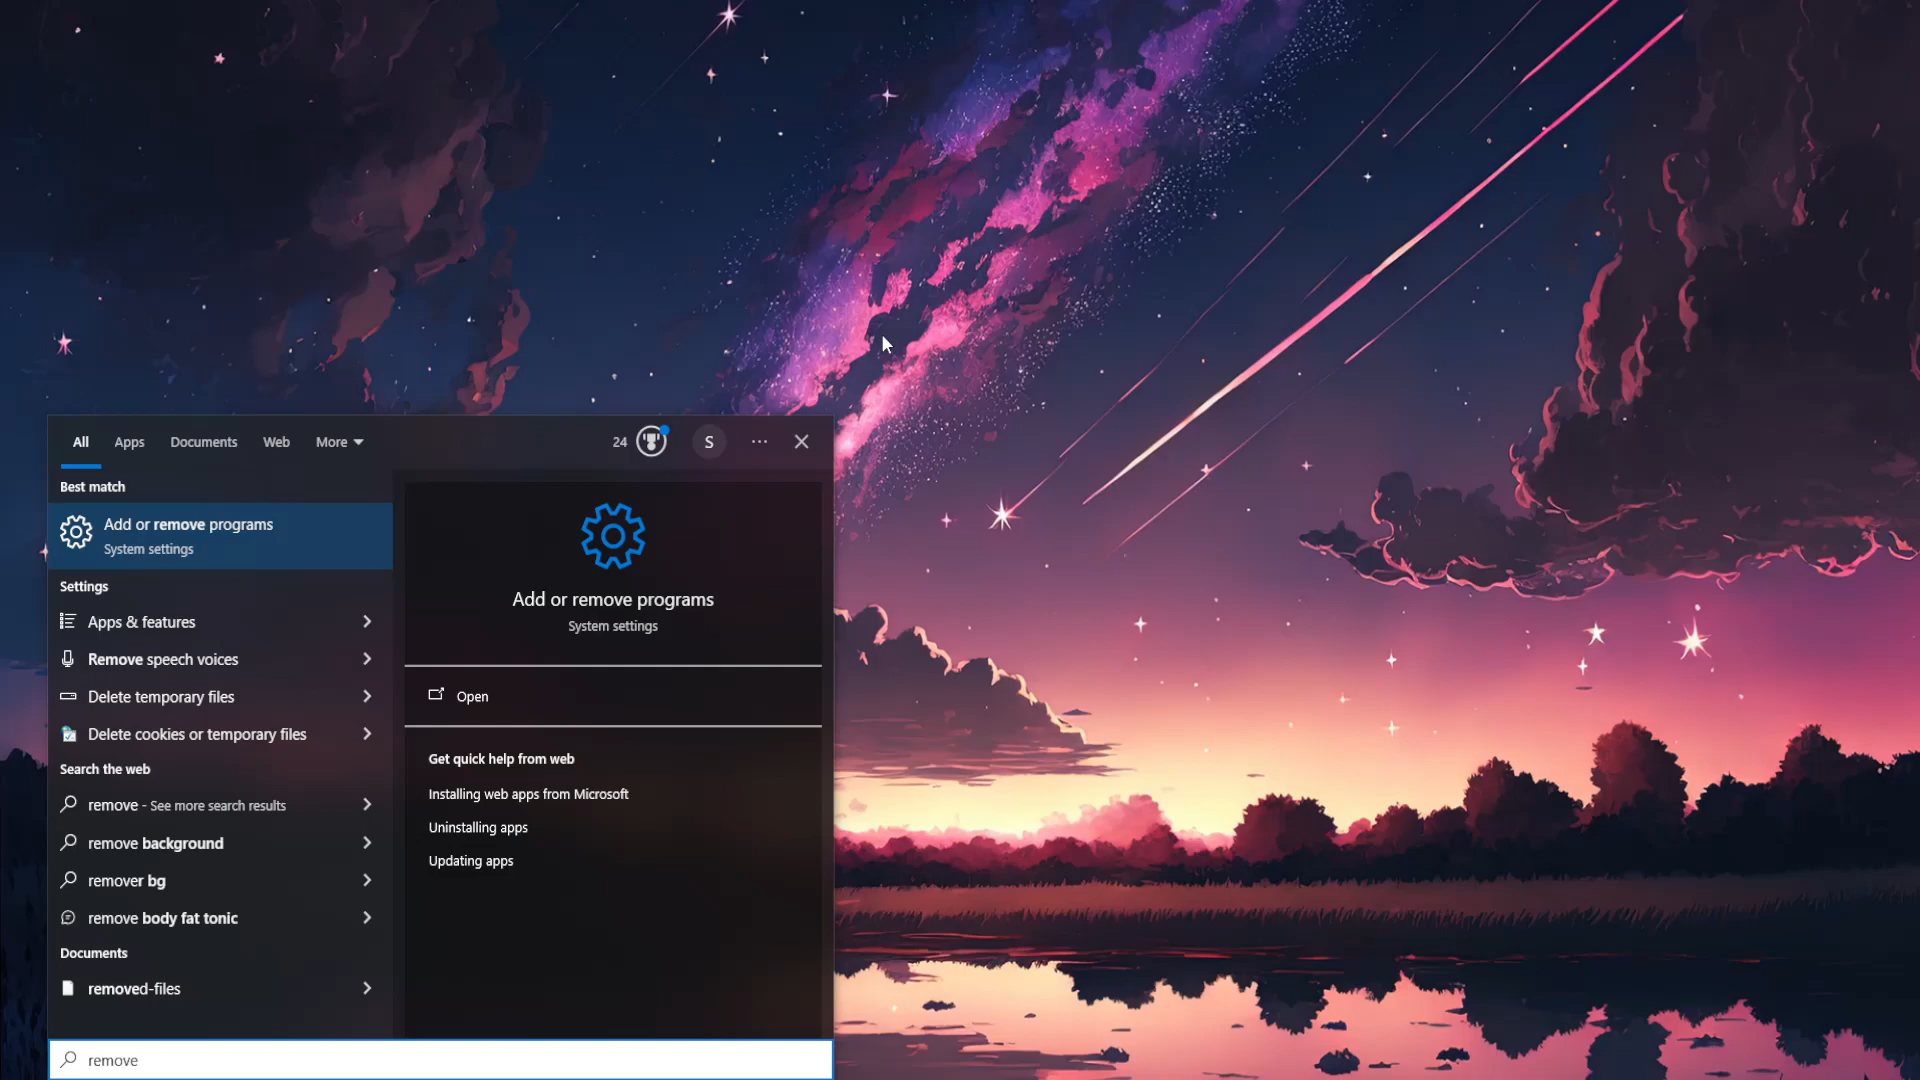 All Apps Documents Web More 24 S
Best match
Add or remove programs
System settings
Settings
Apps & features
Remove speech voices
Delete temporary files
Delete cookies or temporary files
Search the web
remove - See more search results
remove background
remover bg
remove body fat tonic
Documents
removed-files
Add or remove programs
System settings
Open
Get quick help from web
Installing web apps from Microsoft
Uninstalling apps
Updating apps
remove